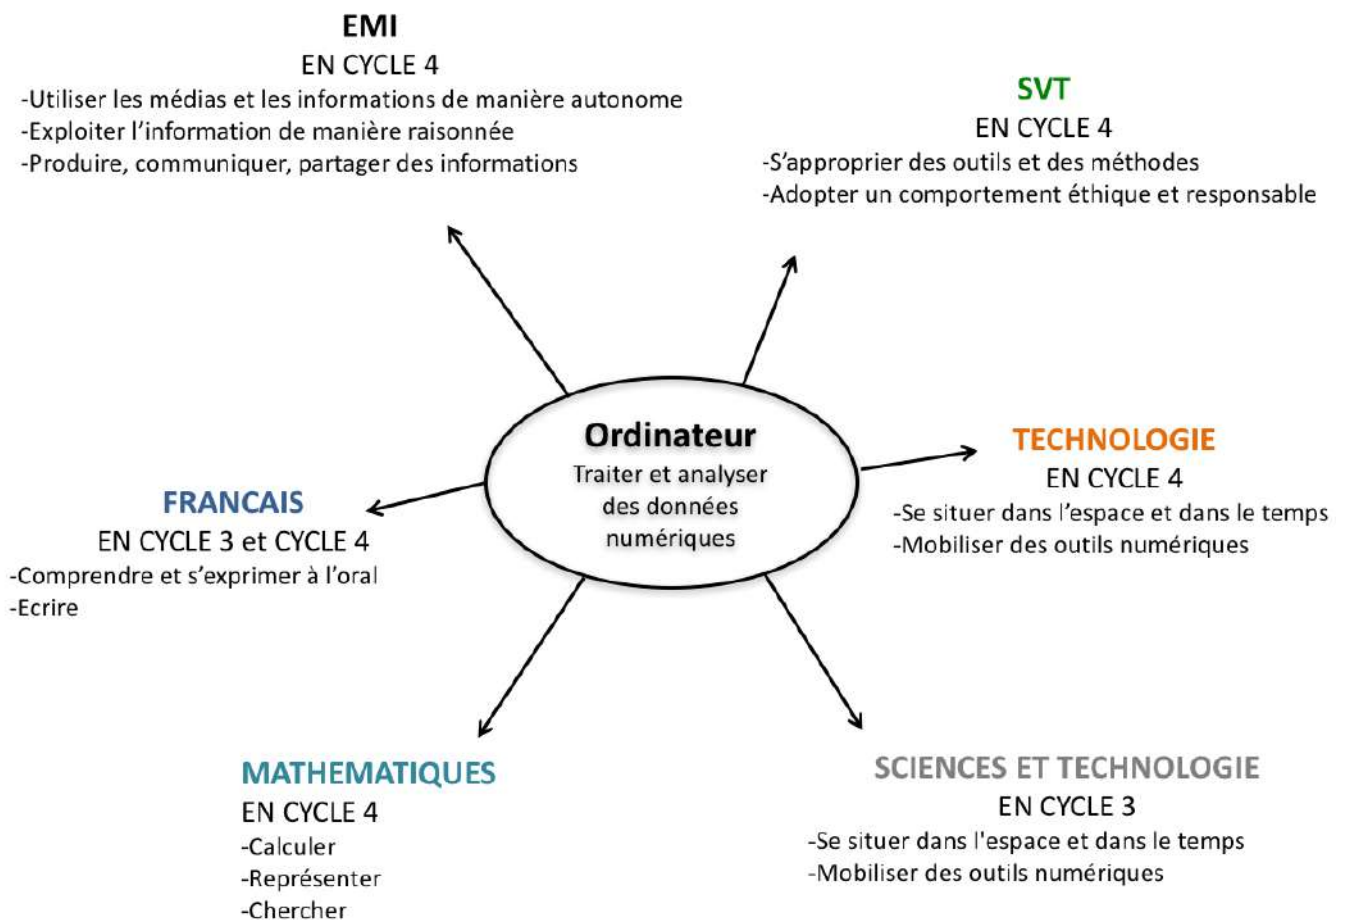 EMI
EN CYCLE 4
-Utiliser les médias et les informations de manière autonome
-Exploiter l'information de manière raisonnée
-Produire, communiquer, partager des informations
SVT
EN CYCLE 4
-S'approprier des outils et des méthodes
-Adopter un comportement éthique et responsable
Ordinateur
Traiter et analyser
des données
numériques
TECHNOLOGIE
EN CYCLE 4
-Se situer dans l'espace et dans le temps
-Mobiliser des outils numériques
FRANCAIS
EN CYCLE 3 et CYCLE 4
-Comprendre et s'exprimer à l'oral
-Ecrire
MATHEMATIQUES
EN CYCLE 4
-Calculer
-Représenter
-Chercher
SCIENCES ET TECHNOLOGIE
EN CYCLE 3
-Se situer dans l'espace et dans le temps
-Mobiliser des outils numériques